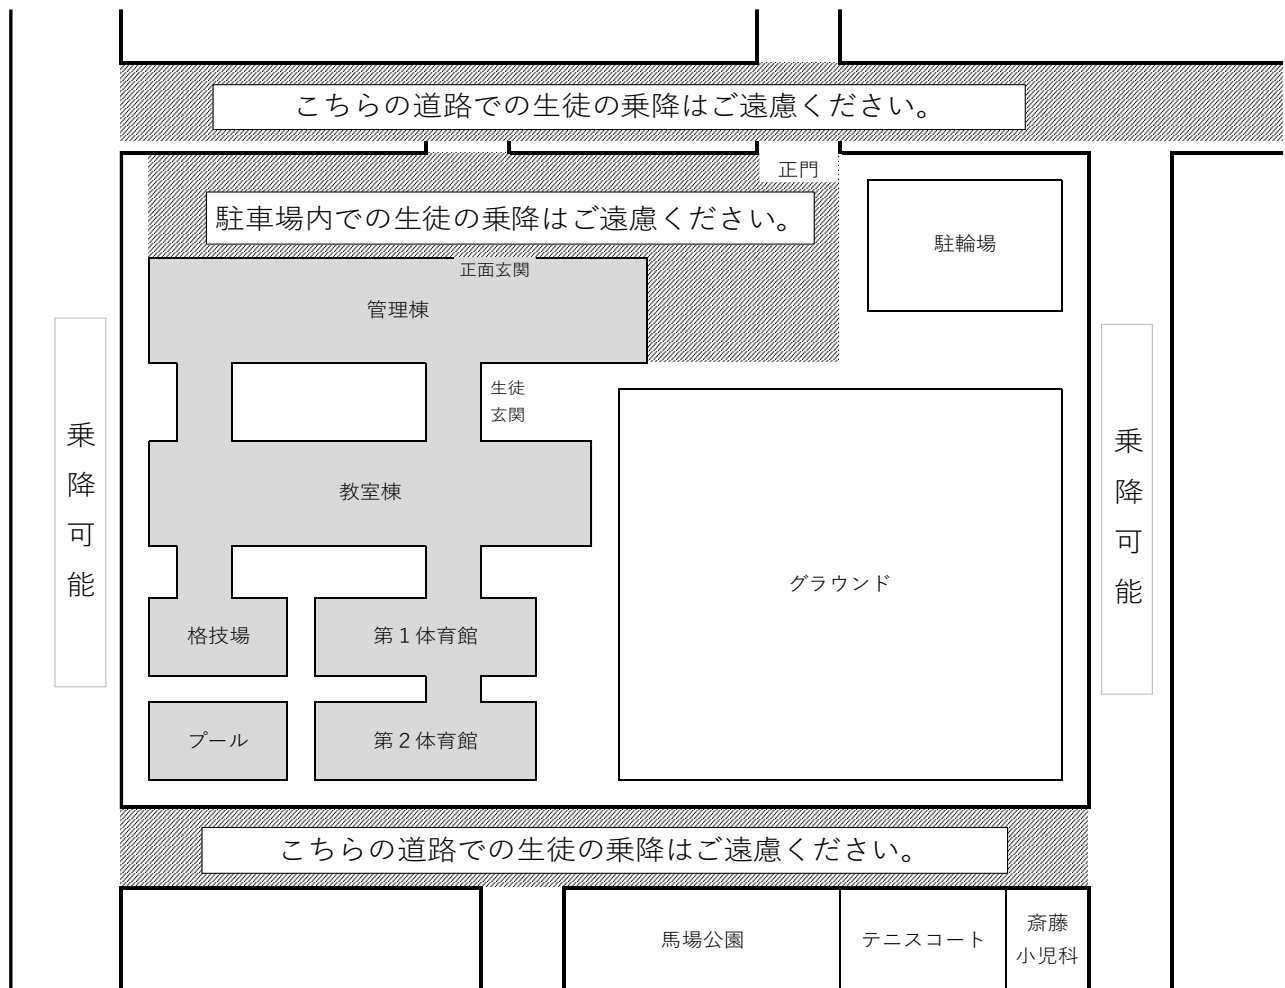 こちらの道路での生徒の乗降はご遠慮ください。
正門
駐車場内での生徒の乗降はご遠慮ください。
駐輪場
正面玄関
管理棟
生徒
玄関
乗降可能
乗降可能
教室棟
グラウンド
格技場
第1体育館
プール
第2体育館
こちらの道路での生徒の乗降はご遠慮ください。
馬場公園
テニスコート
斎藤
小児科